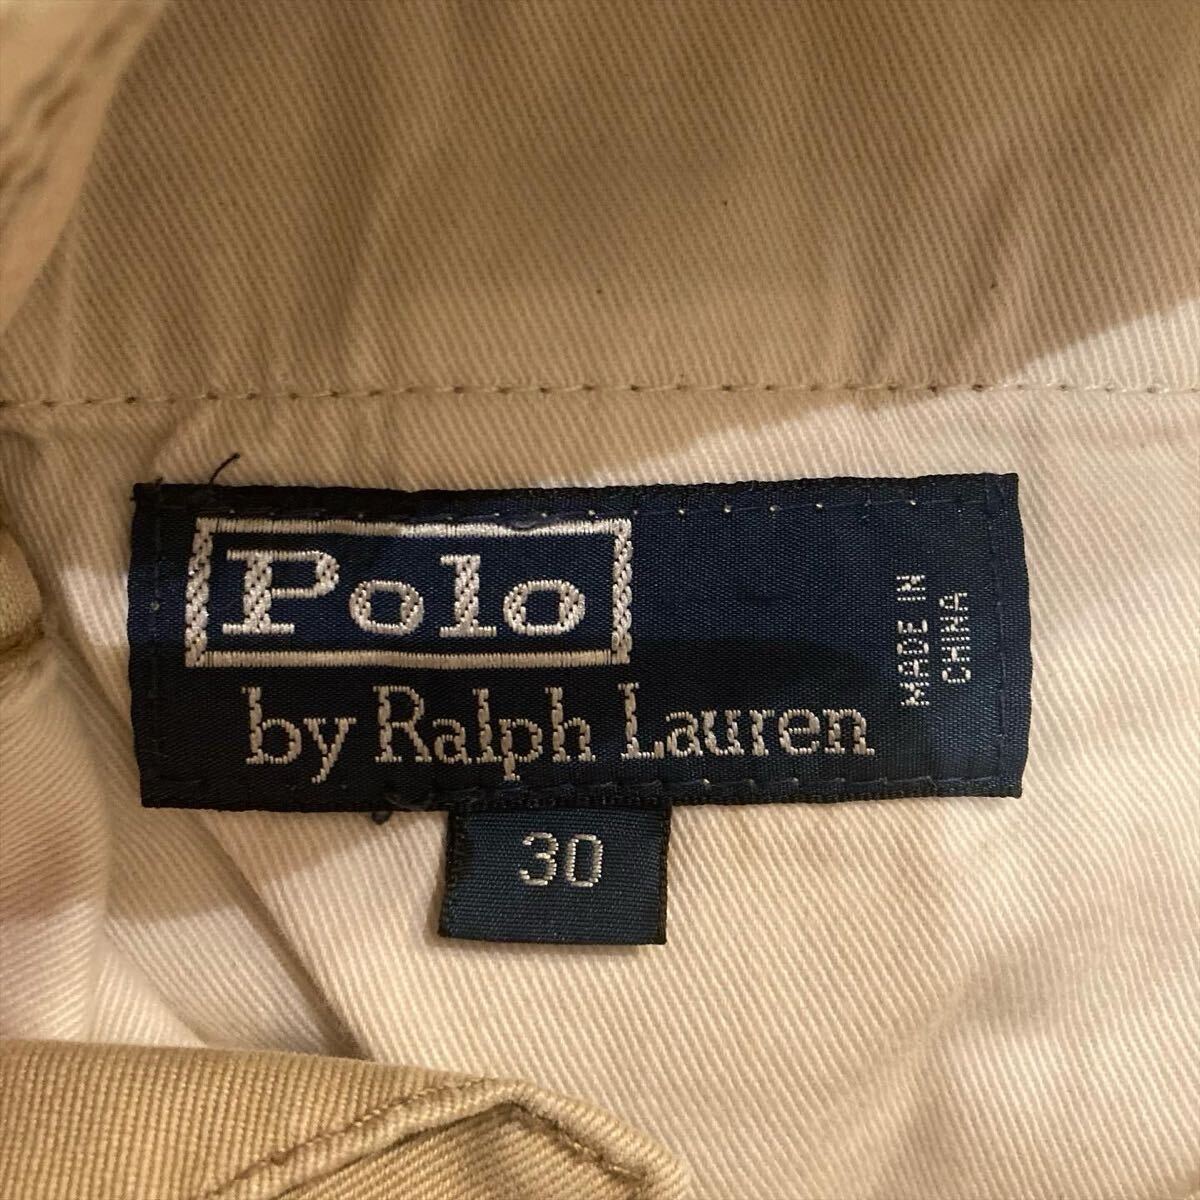 Polo
by Ralph Lauren
MADE IN
CHINA
30